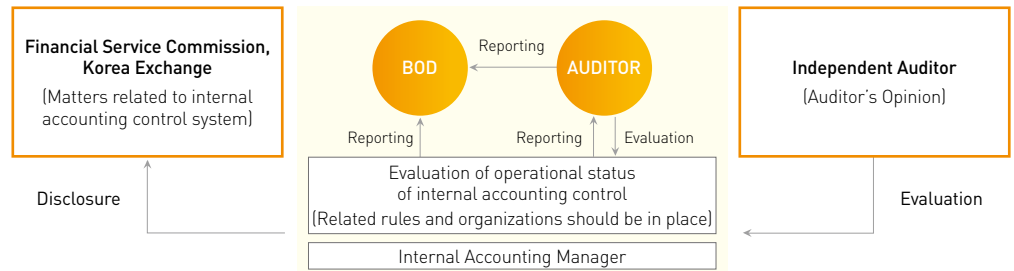 Financial Service Commission,
Korea Exchange
(Matters related to internal
accounting control system)
Disclosure
BOD
Reporting
AUDITOR
Reporting
Reporting
Evaluation
Evaluation of operational status
of internal accounting control
(Related rules and organizations should be in place)
Internal Accounting Manager
Independent Auditor
(Auditor's Opinion)
Evaluation